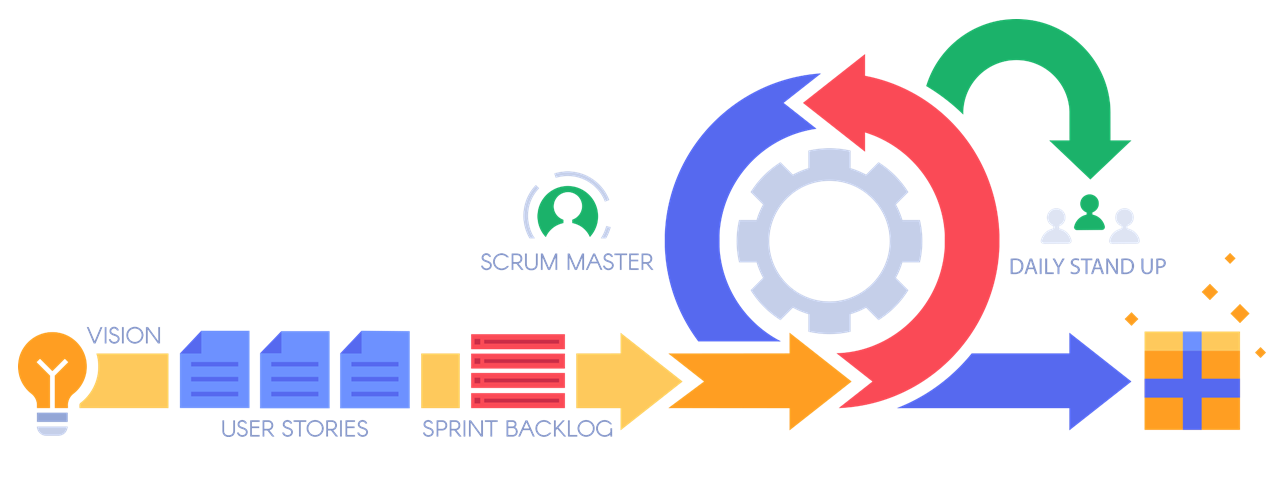 VISION
USER STORIES
SPRINT BACKLOG
SCRUM MASTER
DAILY STAND UP